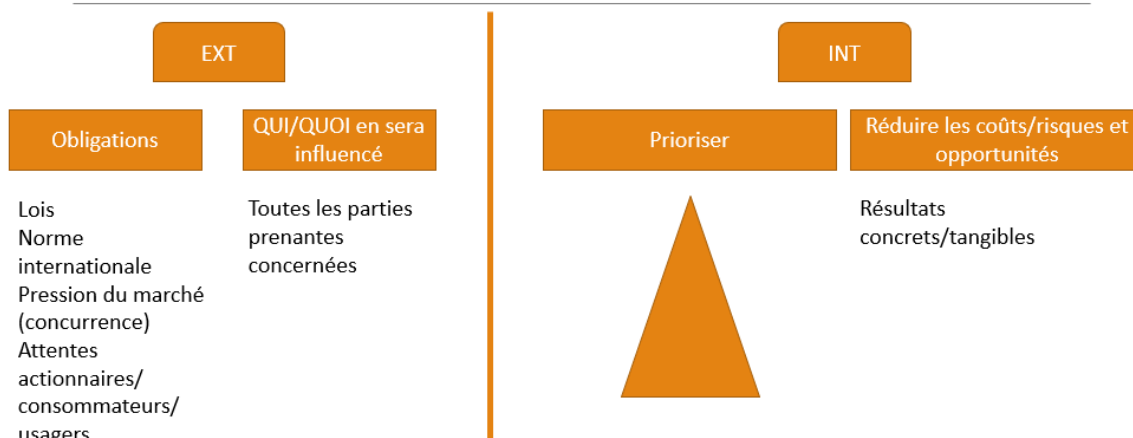 EXT
INT
Obligations
QUI/QUOI en sera
influencé
Prioriser
Réduire les coûts/risques et
opportunités
Lois
Norme
internationale
Pression du marché
(concurrence)
Attentes
actionnaires/
consommateurs/
usagers
Toutes les parties
prenantes
concernées
Résultats
concrets/tangibles